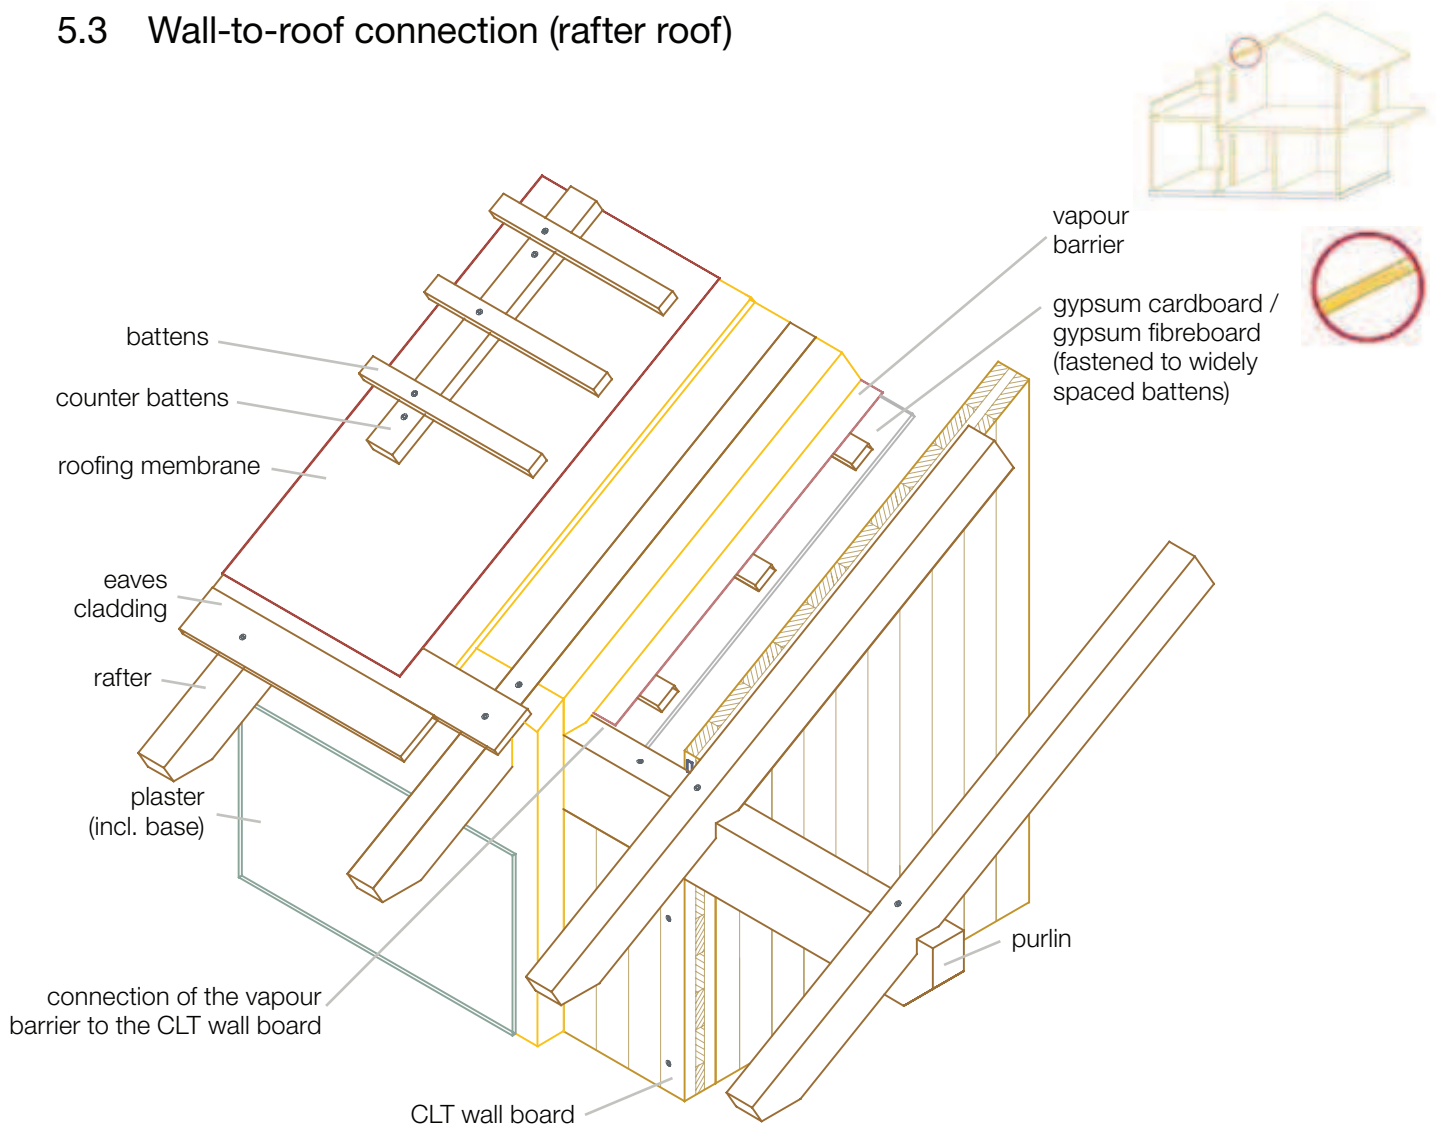 5.3 Wall-to-roof connection (rafter roof)
vapour
barrier
gypsum cardboard /
gypsum fibreboard
(fastened to widely
spaced battens)
battens
counter battens
roofing membrane
eaves
cladding
rafter
plaster
(incl. base)
purlin
connection of the vapour
barrier to the CLT wall board
CLT wall board